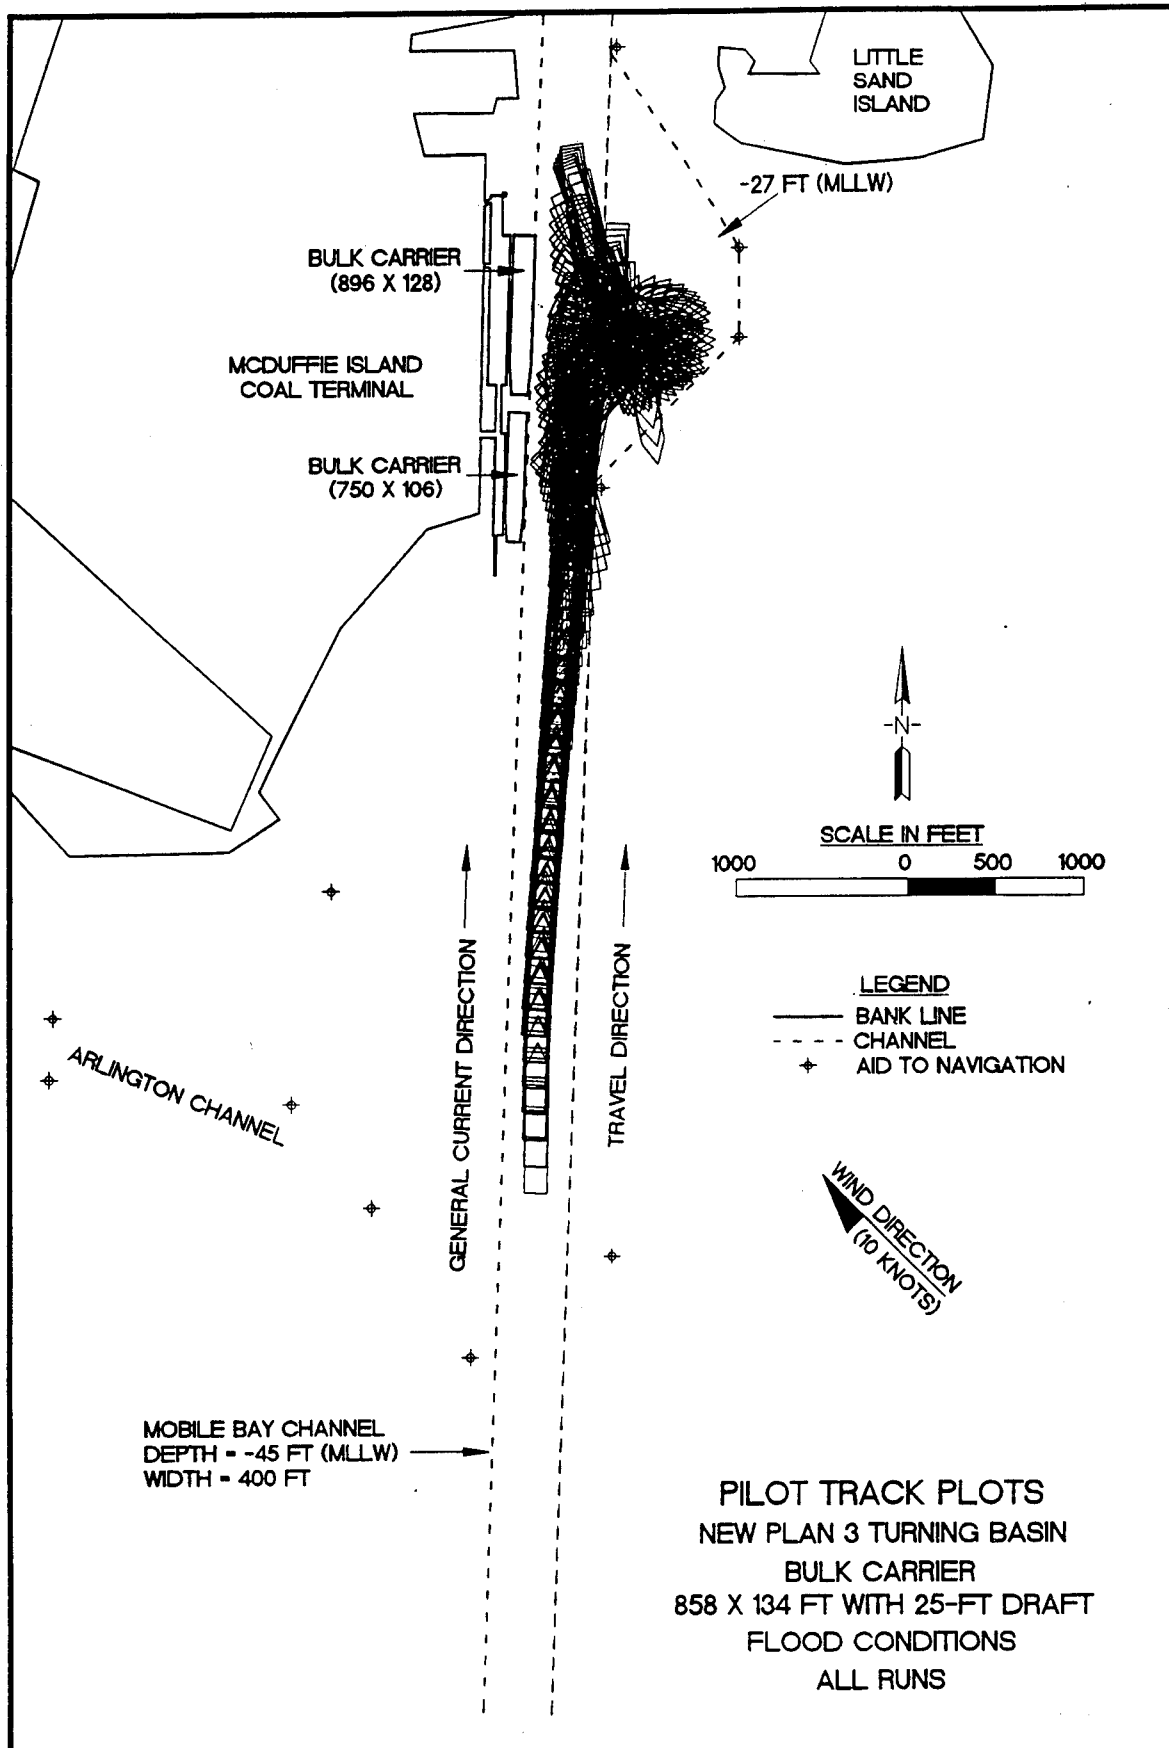 LITTLE
SAND
ISLAND
-27 FT (MLLW)
BULK CARRIER
(896 X 128)
MCDUFFIE ISLAND
COAL TERMINAL
BULK CARRIER
(750 X 106)
-N-
SCALE IN FEET
1000 0 500 1000
GENERAL CURRENT DIRECTION
TRAVEL DIRECTION
LEGEND
BANK LINE
CHANNEL
AID TO NAVIGATION
ARLINGTON CHANNEL
WIND DIRECTION
(10 KNOTS)
MOBILE BAY CHANNEL
DEPTH = -45 FT (MLLW)
WIDTH = 400 FT
PILOT TRACK PLOTS
NEW PLAN 3 TURNING BASIN
BULK CARRIER
858 X 134 FT WITH 25-FT DRAFT
FLOOD CONDITIONS
ALL RUNS